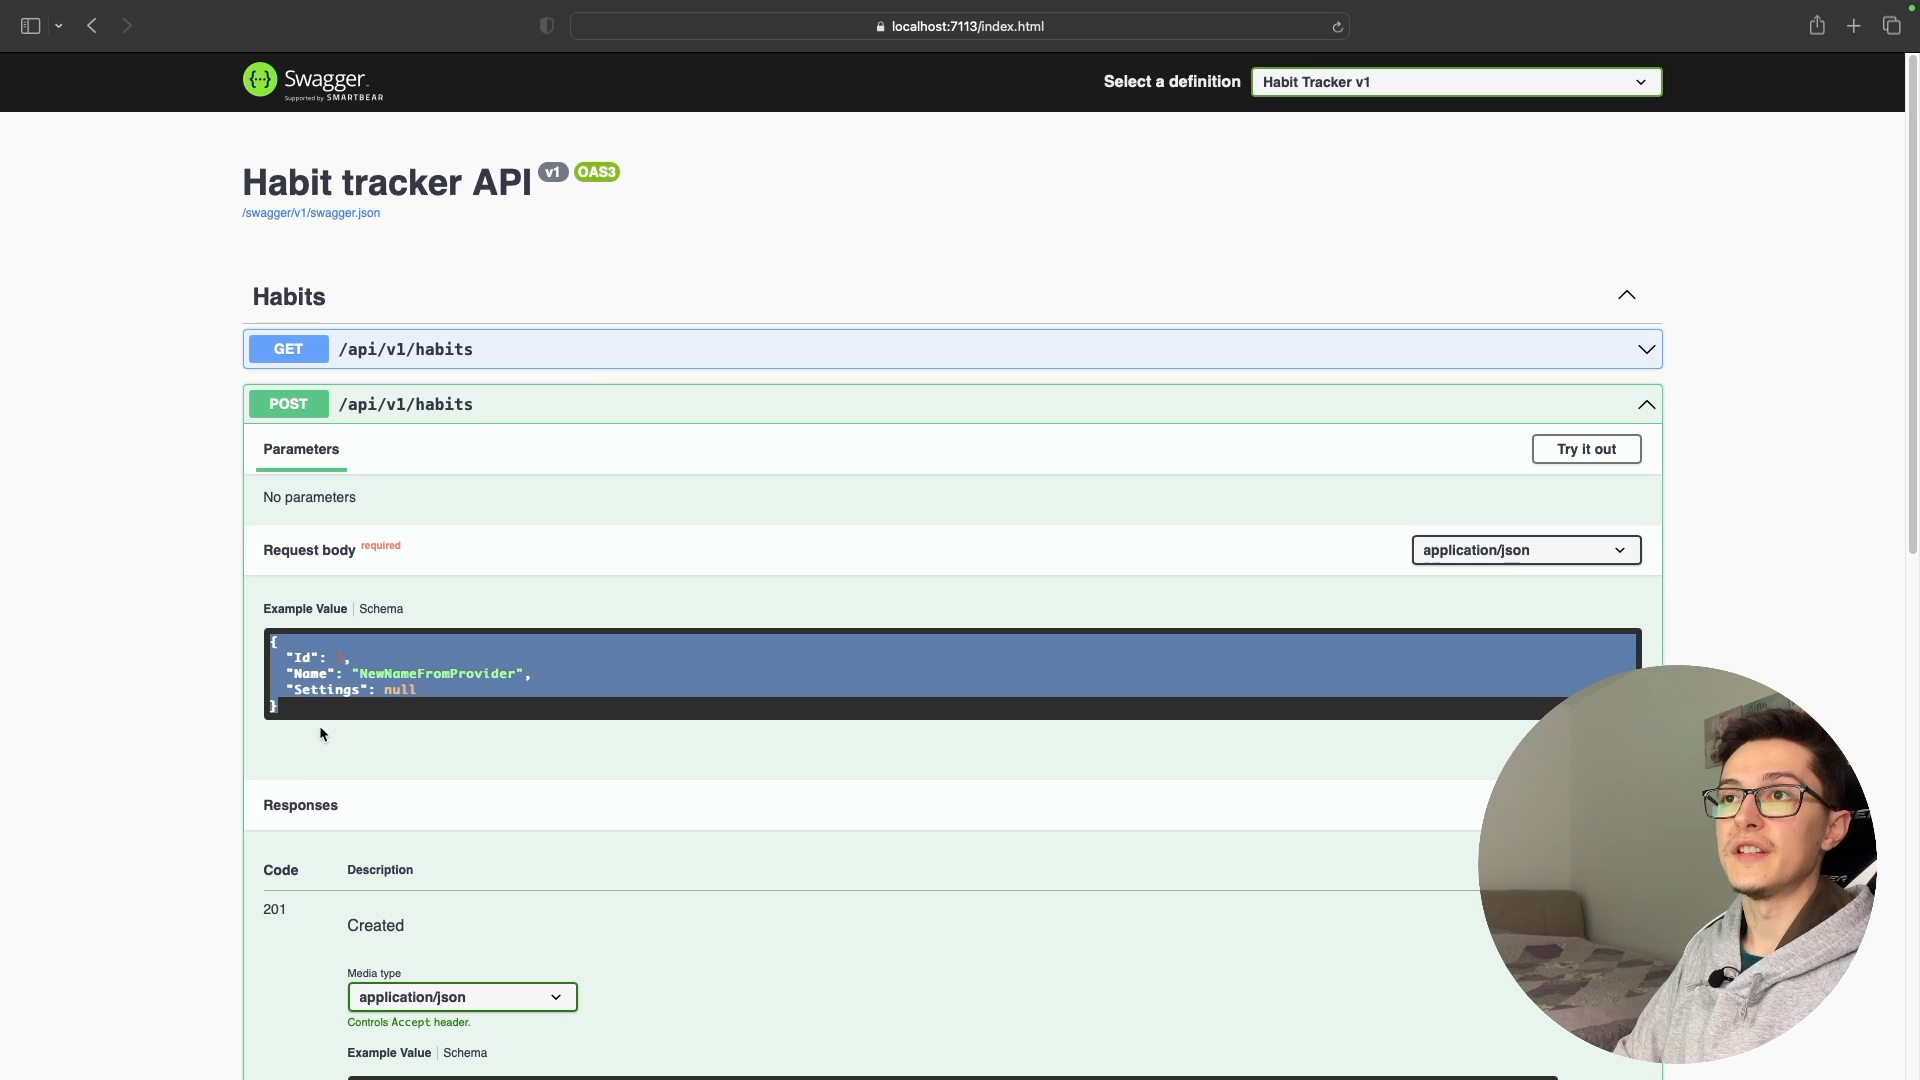 localhost:7113/index.html
Swagger
Supported by SMARTBEAR
Select a definition
Habit Tracker v1
Habit tracker API v1 OAS3
/swagger/v1/swagger.json
Habits
GET /api/v1/habits
POST /api/v1/habits
Parameters
Try it out
No parameters
Request body required
application/json
Example Value | Schema
{
"Id": ,
"Name": "NewNameFromProvider",
"Settings": null
}
Responses
Code Description
201 Created
Media type
application/json
Controls Accept header.
Example Value | Schema